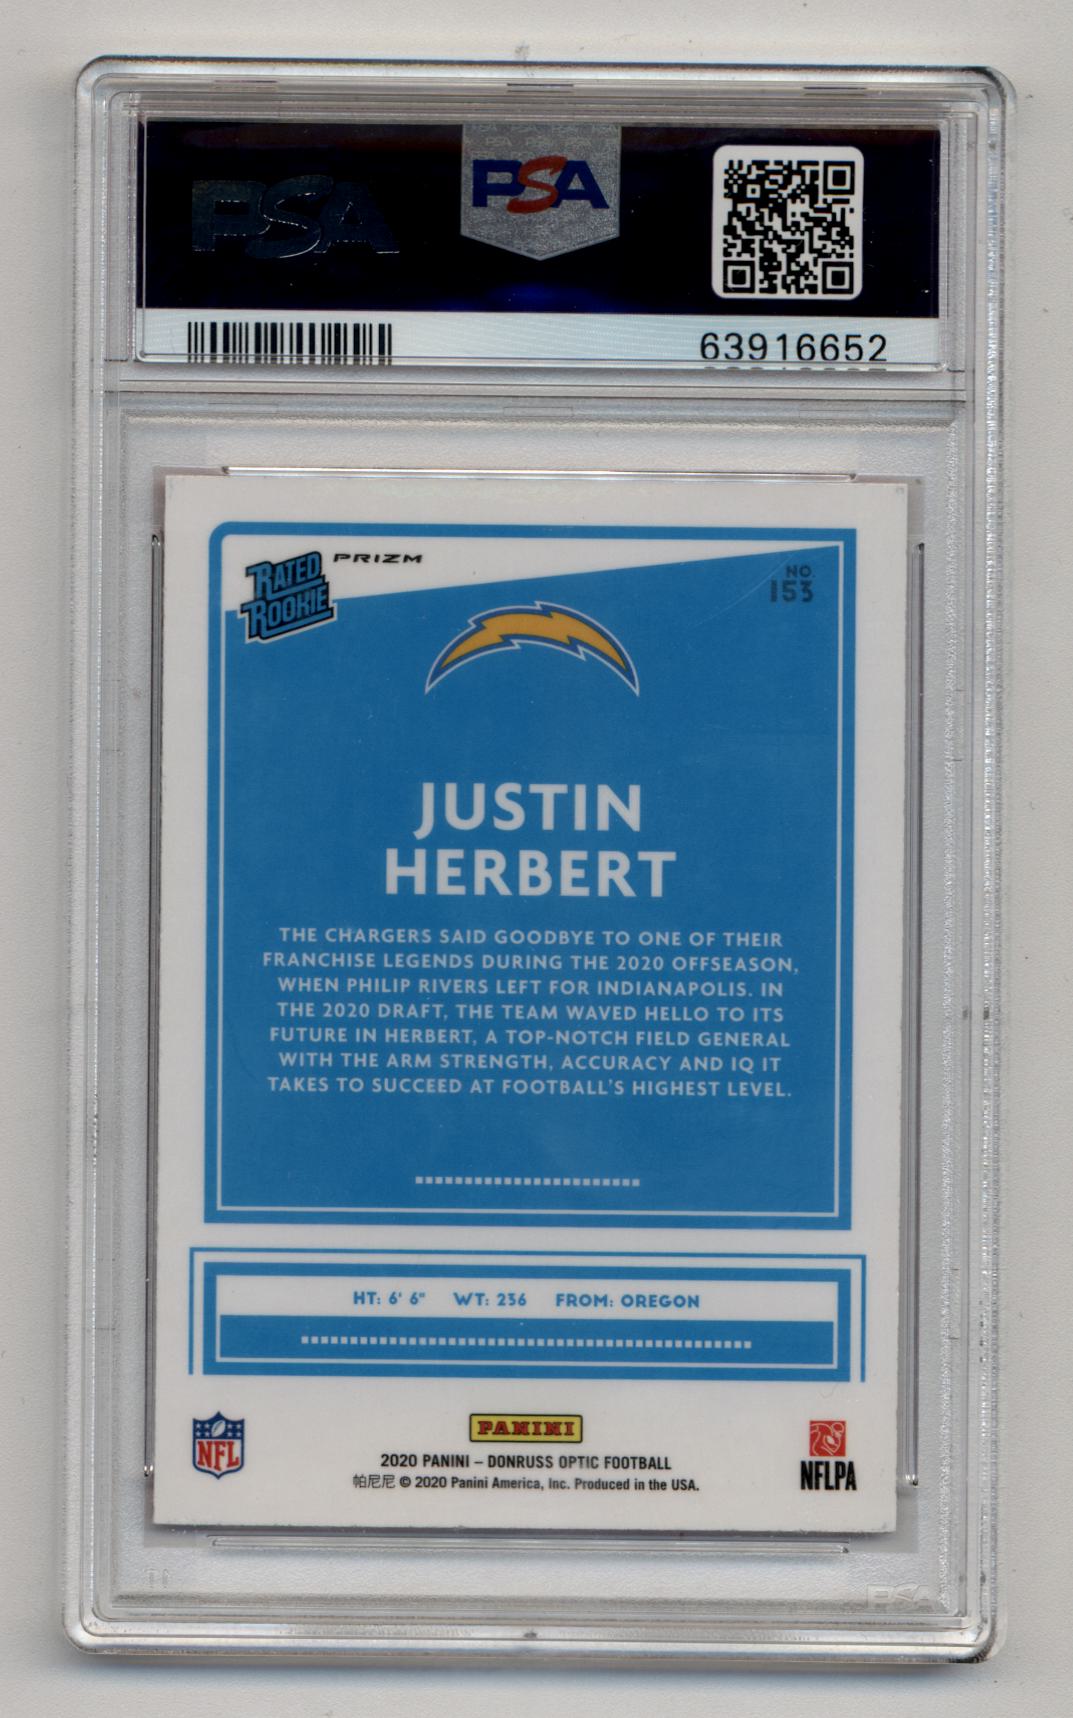 PSA
PSA
63916652
RATED
ROOKIE
PRIZM
NO.
153
JUSTIN
HERBERT
THE CHARGERS SAID GOODBYE TO ONE OF THEIR
FRANCHISE LEGENDS DURING THE 2020 OFFSEASON,
WHEN PHILIP RIVERS LEFT FOR INDIANAPOLIS. IN
THE 2020 DRAFT, THE TEAM WAVED HELLO TO ITS
FUTURE IN HERBERT, A TOP-NOTCH FIELD GENERAL
WITH THE ARM STRENGTH, ACCURACY AND IQ IT
TAKES TO SUCCEED AT FOOTBALL'S HIGHEST LEVEL.
HT: 6' 6" WT: 236 FROM: OREGON
NFL
PANINI
2020 PANINI – DONRUSS OPTIC FOOTBALL
帕尼尼 © 2020 Panini America, Inc. Produced in the USA.
NFLPA
PSA